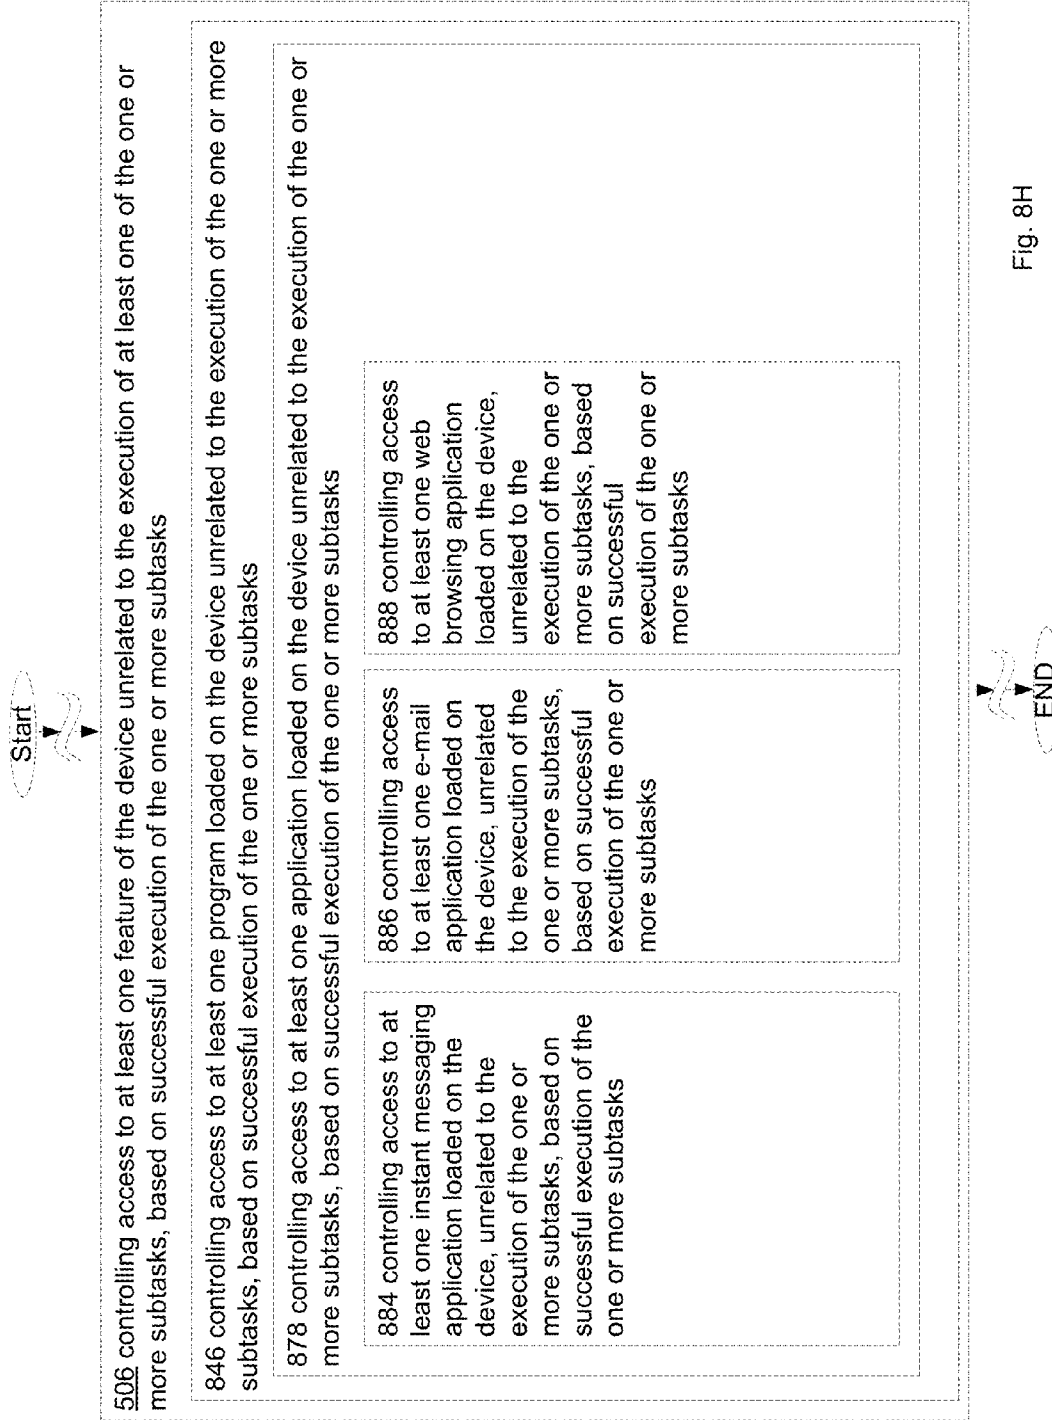 Start
506 controlling access to at least one feature of the device unrelated to the execution of at least one of the one or
more subtasks, based on successful execution of the one or more subtasks
846 controlling access to at least one program loaded on the device unrelated to the execution of the one or more
subtasks, based on successful execution of the one or more subtasks
878 controlling access to at least one application loaded on the device unrelated to the execution of the one or
more subtasks, based on successful execution of the one or more subtasks
884 controlling access to at
least one instant messaging
application loaded on the
device, unrelated to the
execution of the one or
more subtasks, based on
successful execution of the
one or more subtasks
886 controlling access
to at least one e-mail
application loaded on
the device, unrelated
to the execution of the
one or more subtasks,
based on successful
execution of the one or
more subtasks
888 controlling access
to at least one web
browsing application
loaded on the device,
unrelated to the
execution of the one or
more subtasks, based
on successful
execution of the one or
more subtasks
END
Fig. 8H